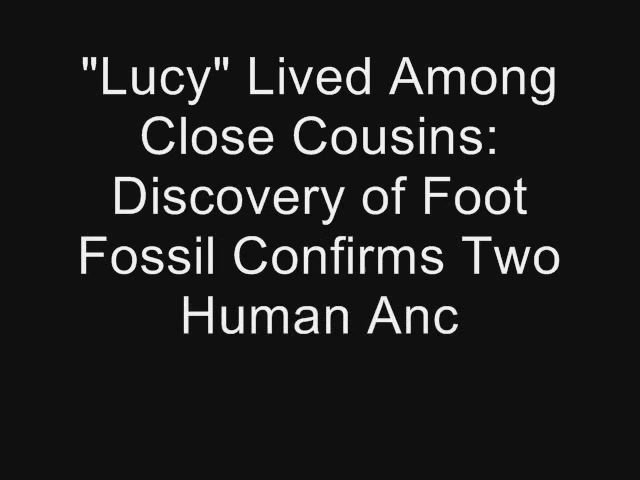 "Lucy" Lived Among
Close Cousins:
Discovery of Foot
Fossil Confirms Two
Human Anc